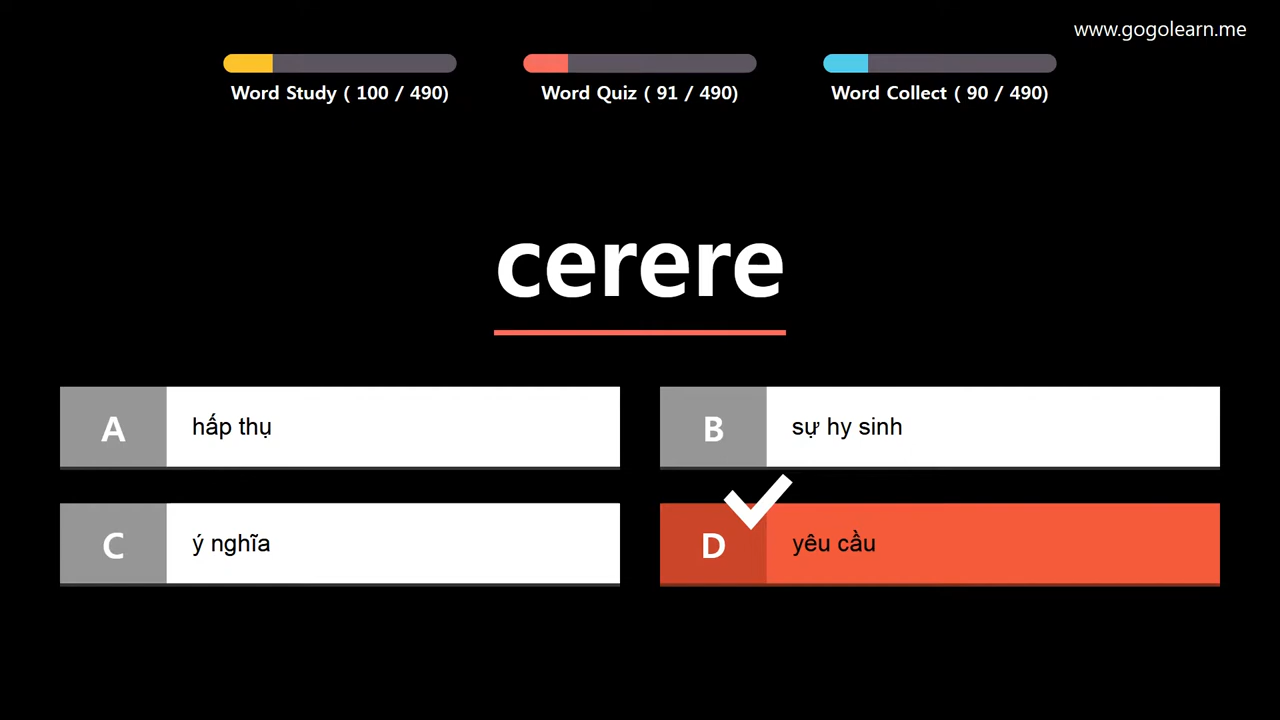 www.gogolearn.me
Word Study ( 100 / 490)
Word Quiz ( 91 / 490)
Word Collect ( 90 / 490)
cerere
A hấp thụ
B sự hy sinh
C ý nghĩa
D yêu cầu